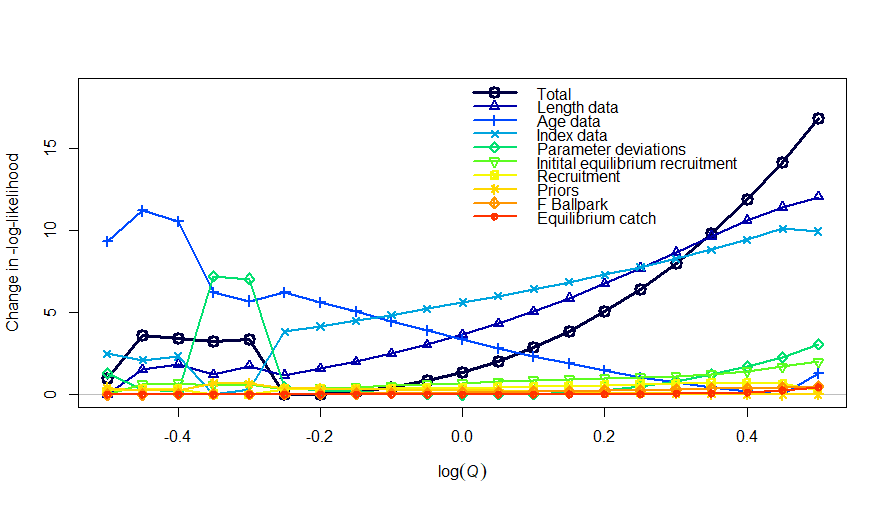 Total
Length data
Age data
Index data
Parameter deviations
Initital equilibrium recruitment
Recruitment
Priors
F Ballpark
Equilibrium catch
Change in -log-likelihood
15
10
5
0
-0.4 -0.2 0.0 0.2 0.4
log(Q)